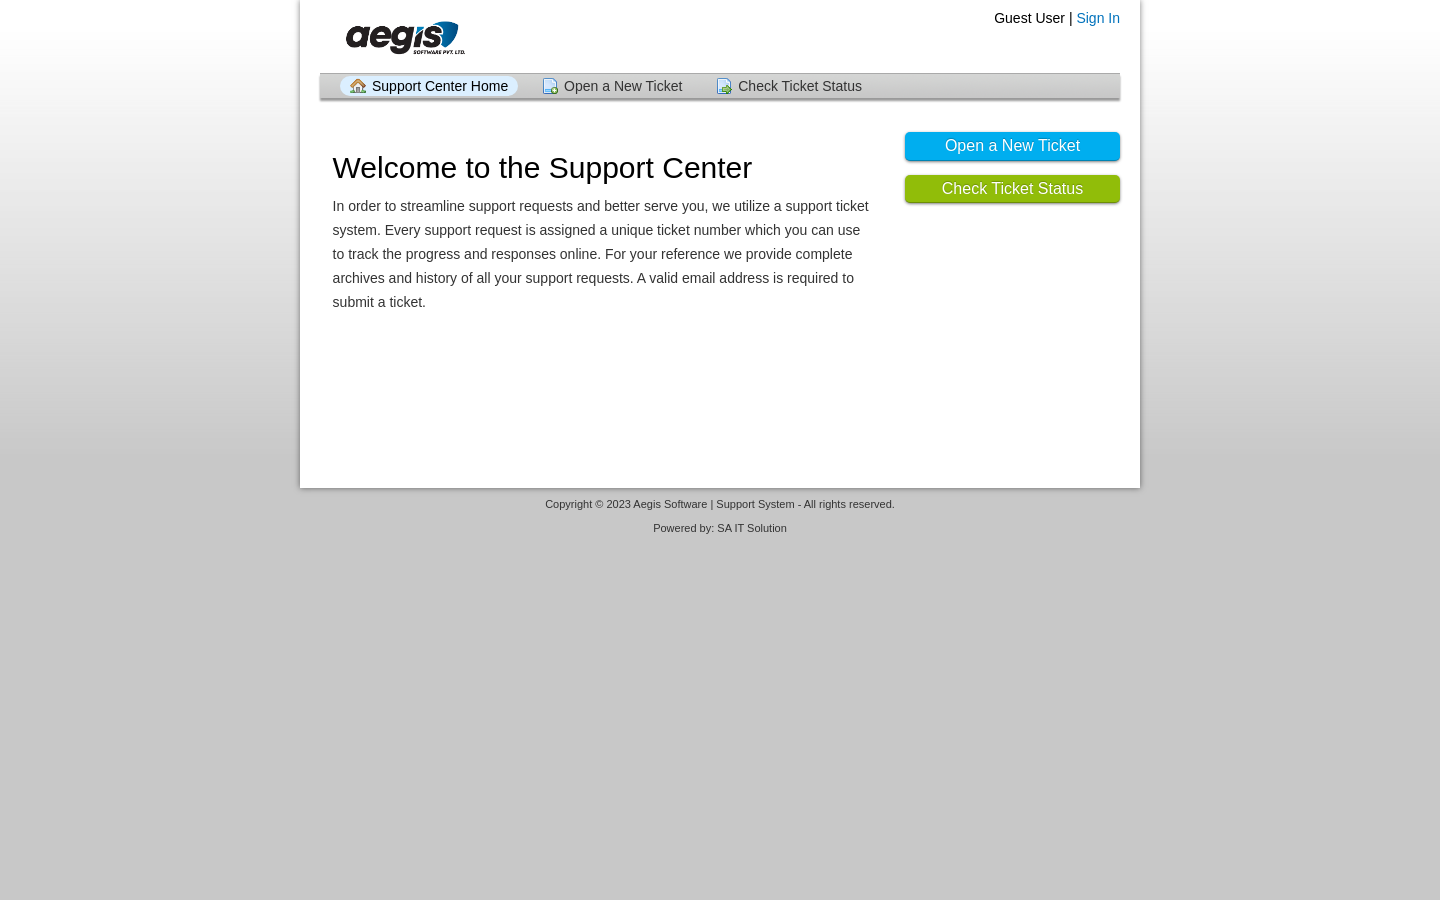 Guest User | Sign In
aegis
SOFTWARE PVT. LTD.
Support Center Home
Open a New Ticket
Check Ticket Status
Open a New Ticket
Check Ticket Status
Welcome to the Support Center
In order to streamline support requests and better serve you, we utilize a support ticket
system. Every support request is assigned a unique ticket number which you can use
to track the progress and responses online. For your reference we provide complete
archives and history of all your support requests. A valid email address is required to
submit a ticket.
Copyright © 2023 Aegis Software | Support System - All rights reserved.
Powered by: SA IT Solution